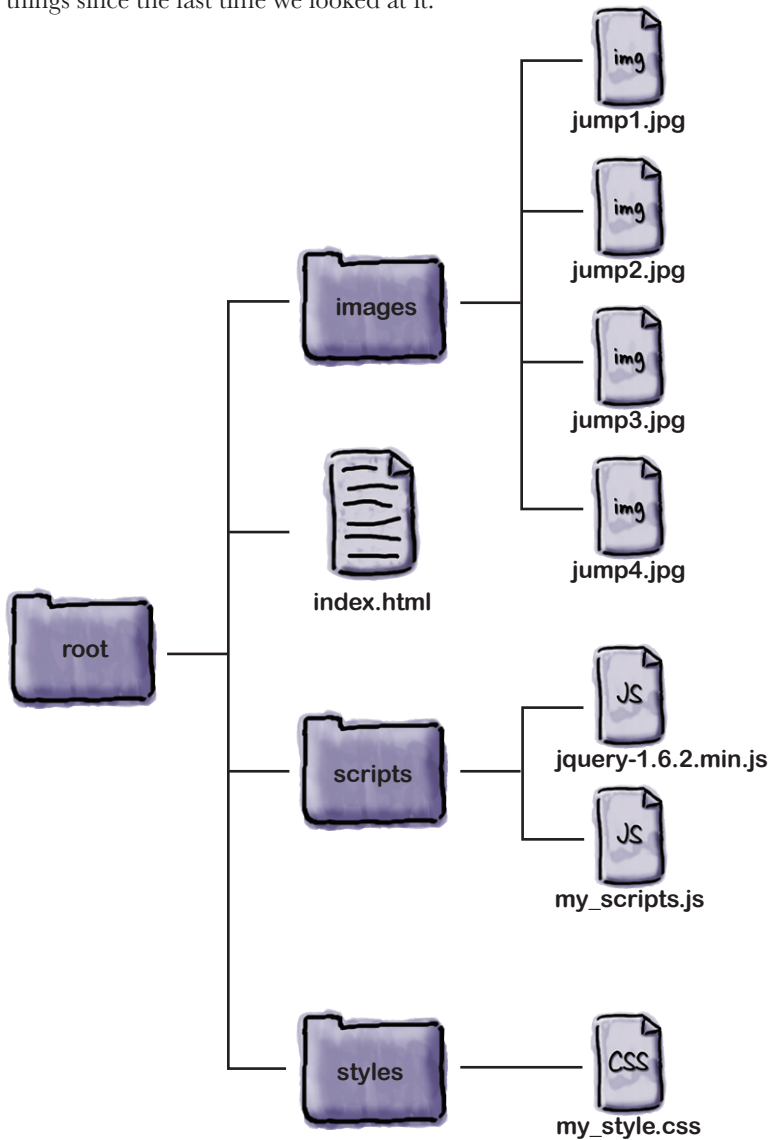 things since the last time we looked at it.
img
jump1.jpg
img
jump2.jpg
images
img
jump3.jpg
img
jump4.jpg
index.html
root
JS
jquery-1.6.2.min.js
scripts
JS
my_scripts.js
styles
CSS
my_style.css